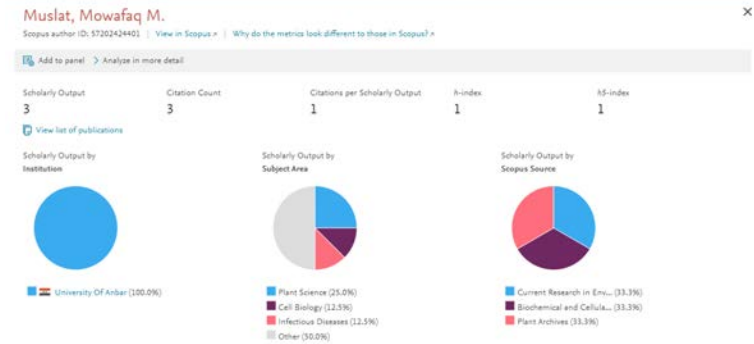 Muslat, Mowafaq M.
Scopus author ID: 57202424401 | View in Scopus ↗ | Why do the metrics look different to those in Scopus? ↗
Add to panel > Analyze in more detail
Scholarly Output
3
Citation Count
3
Citations per Scholarly Output
1
h-index
1
h5-index
1
View list of publications
Scholarly Output by
Institution
University Of Anbar (100.0%)
Scholarly Output by
Subject Area
Plant Science (25.0%)
Cell Biology (12.5%)
Infectious Diseases (12.5%)
Other (50.0%)
Scholarly Output by
Scopus Source
Current Research in Env... (33.3%)
Biochemical and Cellula... (33.3%)
Plant Archives (33.3%)